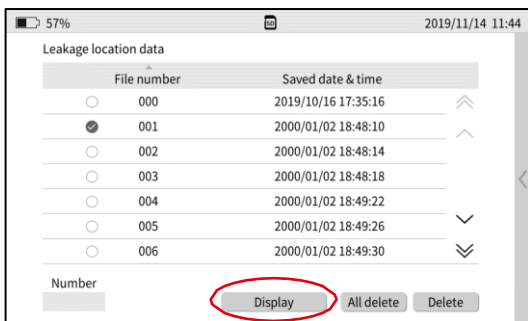 57% SD 2019/11/14 11:44
Leakage location data
File number Saved date & time
000 2019/10/16 17:35:16
001 2000/01/02 18:48:10
002 2000/01/02 18:48:14
003 2000/01/02 18:48:18
004 2000/01/02 18:49:22
005 2000/01/02 18:49:26
006 2000/01/02 18:49:30
Number
Display All delete Delete